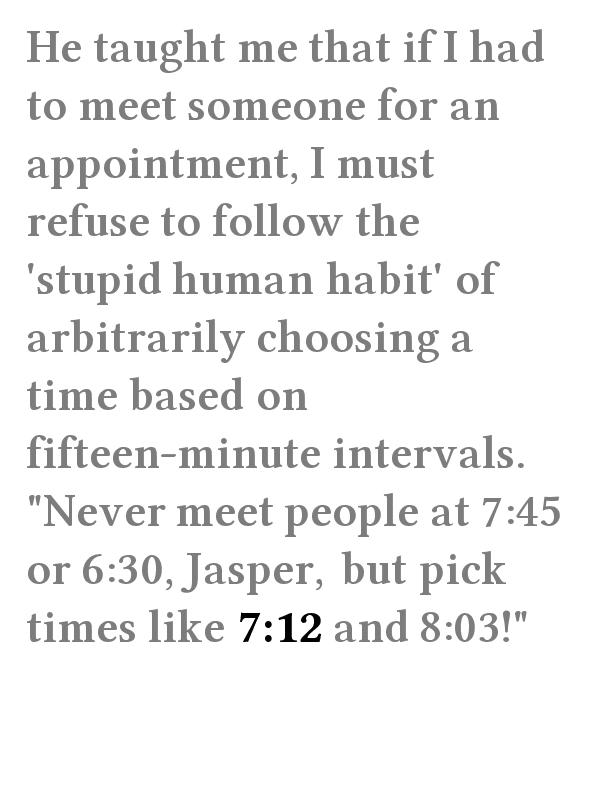 He taught me that if I had
to meet someone for an
appointment, I must
refuse to follow the
'stupid human habit' of
arbitrarily choosing a
time based on
fifteen-minute intervals.
"Never meet people at 7:45
or 6:30, Jasper, but pick
times like 7:12 and 8:03!"